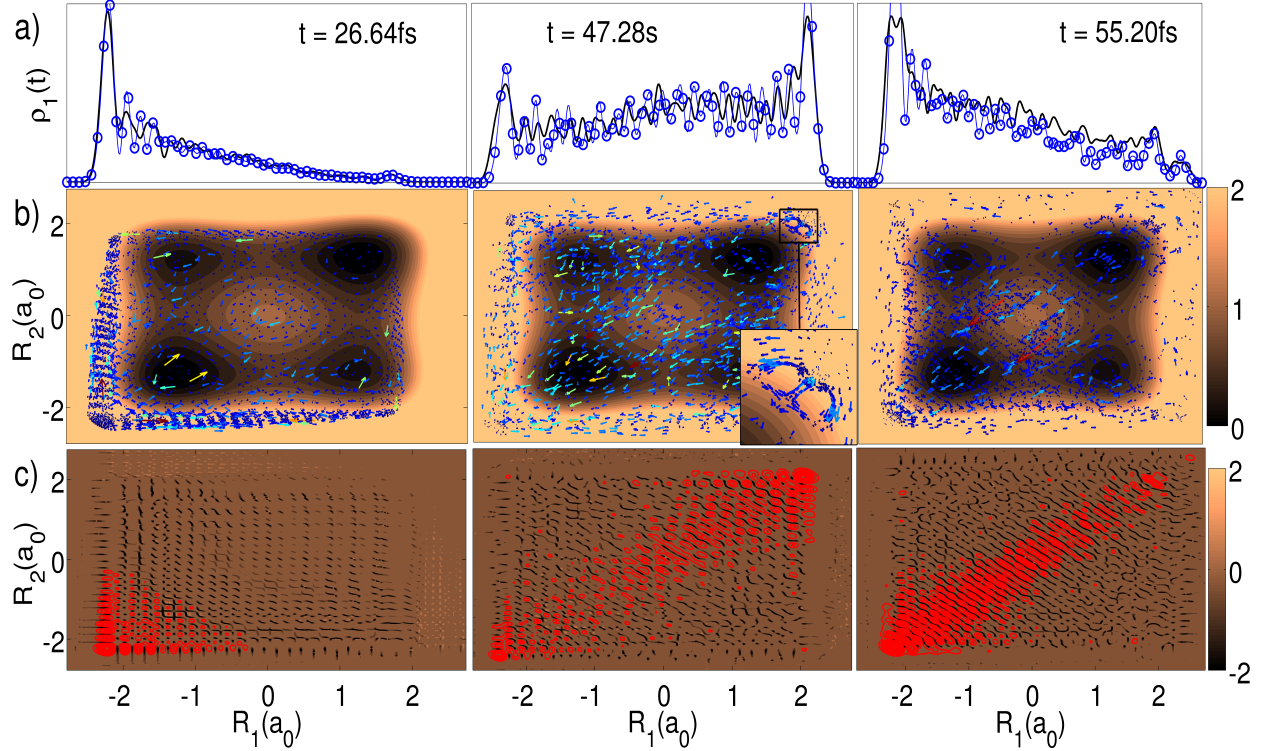 a)
t = 26.64fs
t = 47.28s
t = 55.20fs
ρ1(t)
b)
2
0
-2
R2(a0)
2
1
0
c)
2
0
-2
R2(a0)
2
0
-2
-2 -1 0 1 2
-2 -1 0 1 2
-2 -1 0 1 2
R1(a0)
R1(a0)
R1(a0)